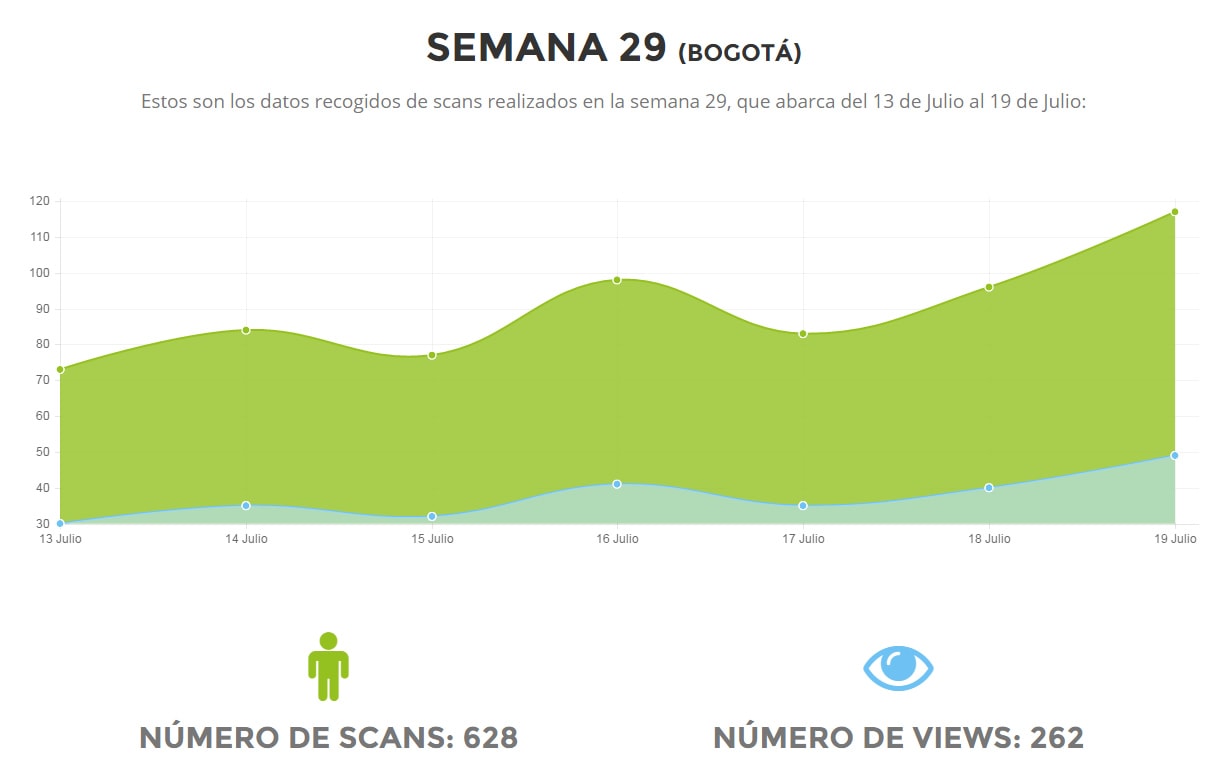 SEMANA 29 (BOGOTÁ)
Estos son los datos recogidos de scans realizados en la semana 29, que abarca del 13 de Julio al 19 de Julio:
120
110
100
90
80
70
60
50
40
30
13 Julio 14 Julio 15 Julio 16 Julio 17 Julio 18 Julio 19 Julio
NÚMERO DE SCANS: 628 NÚMERO DE VIEWS: 262